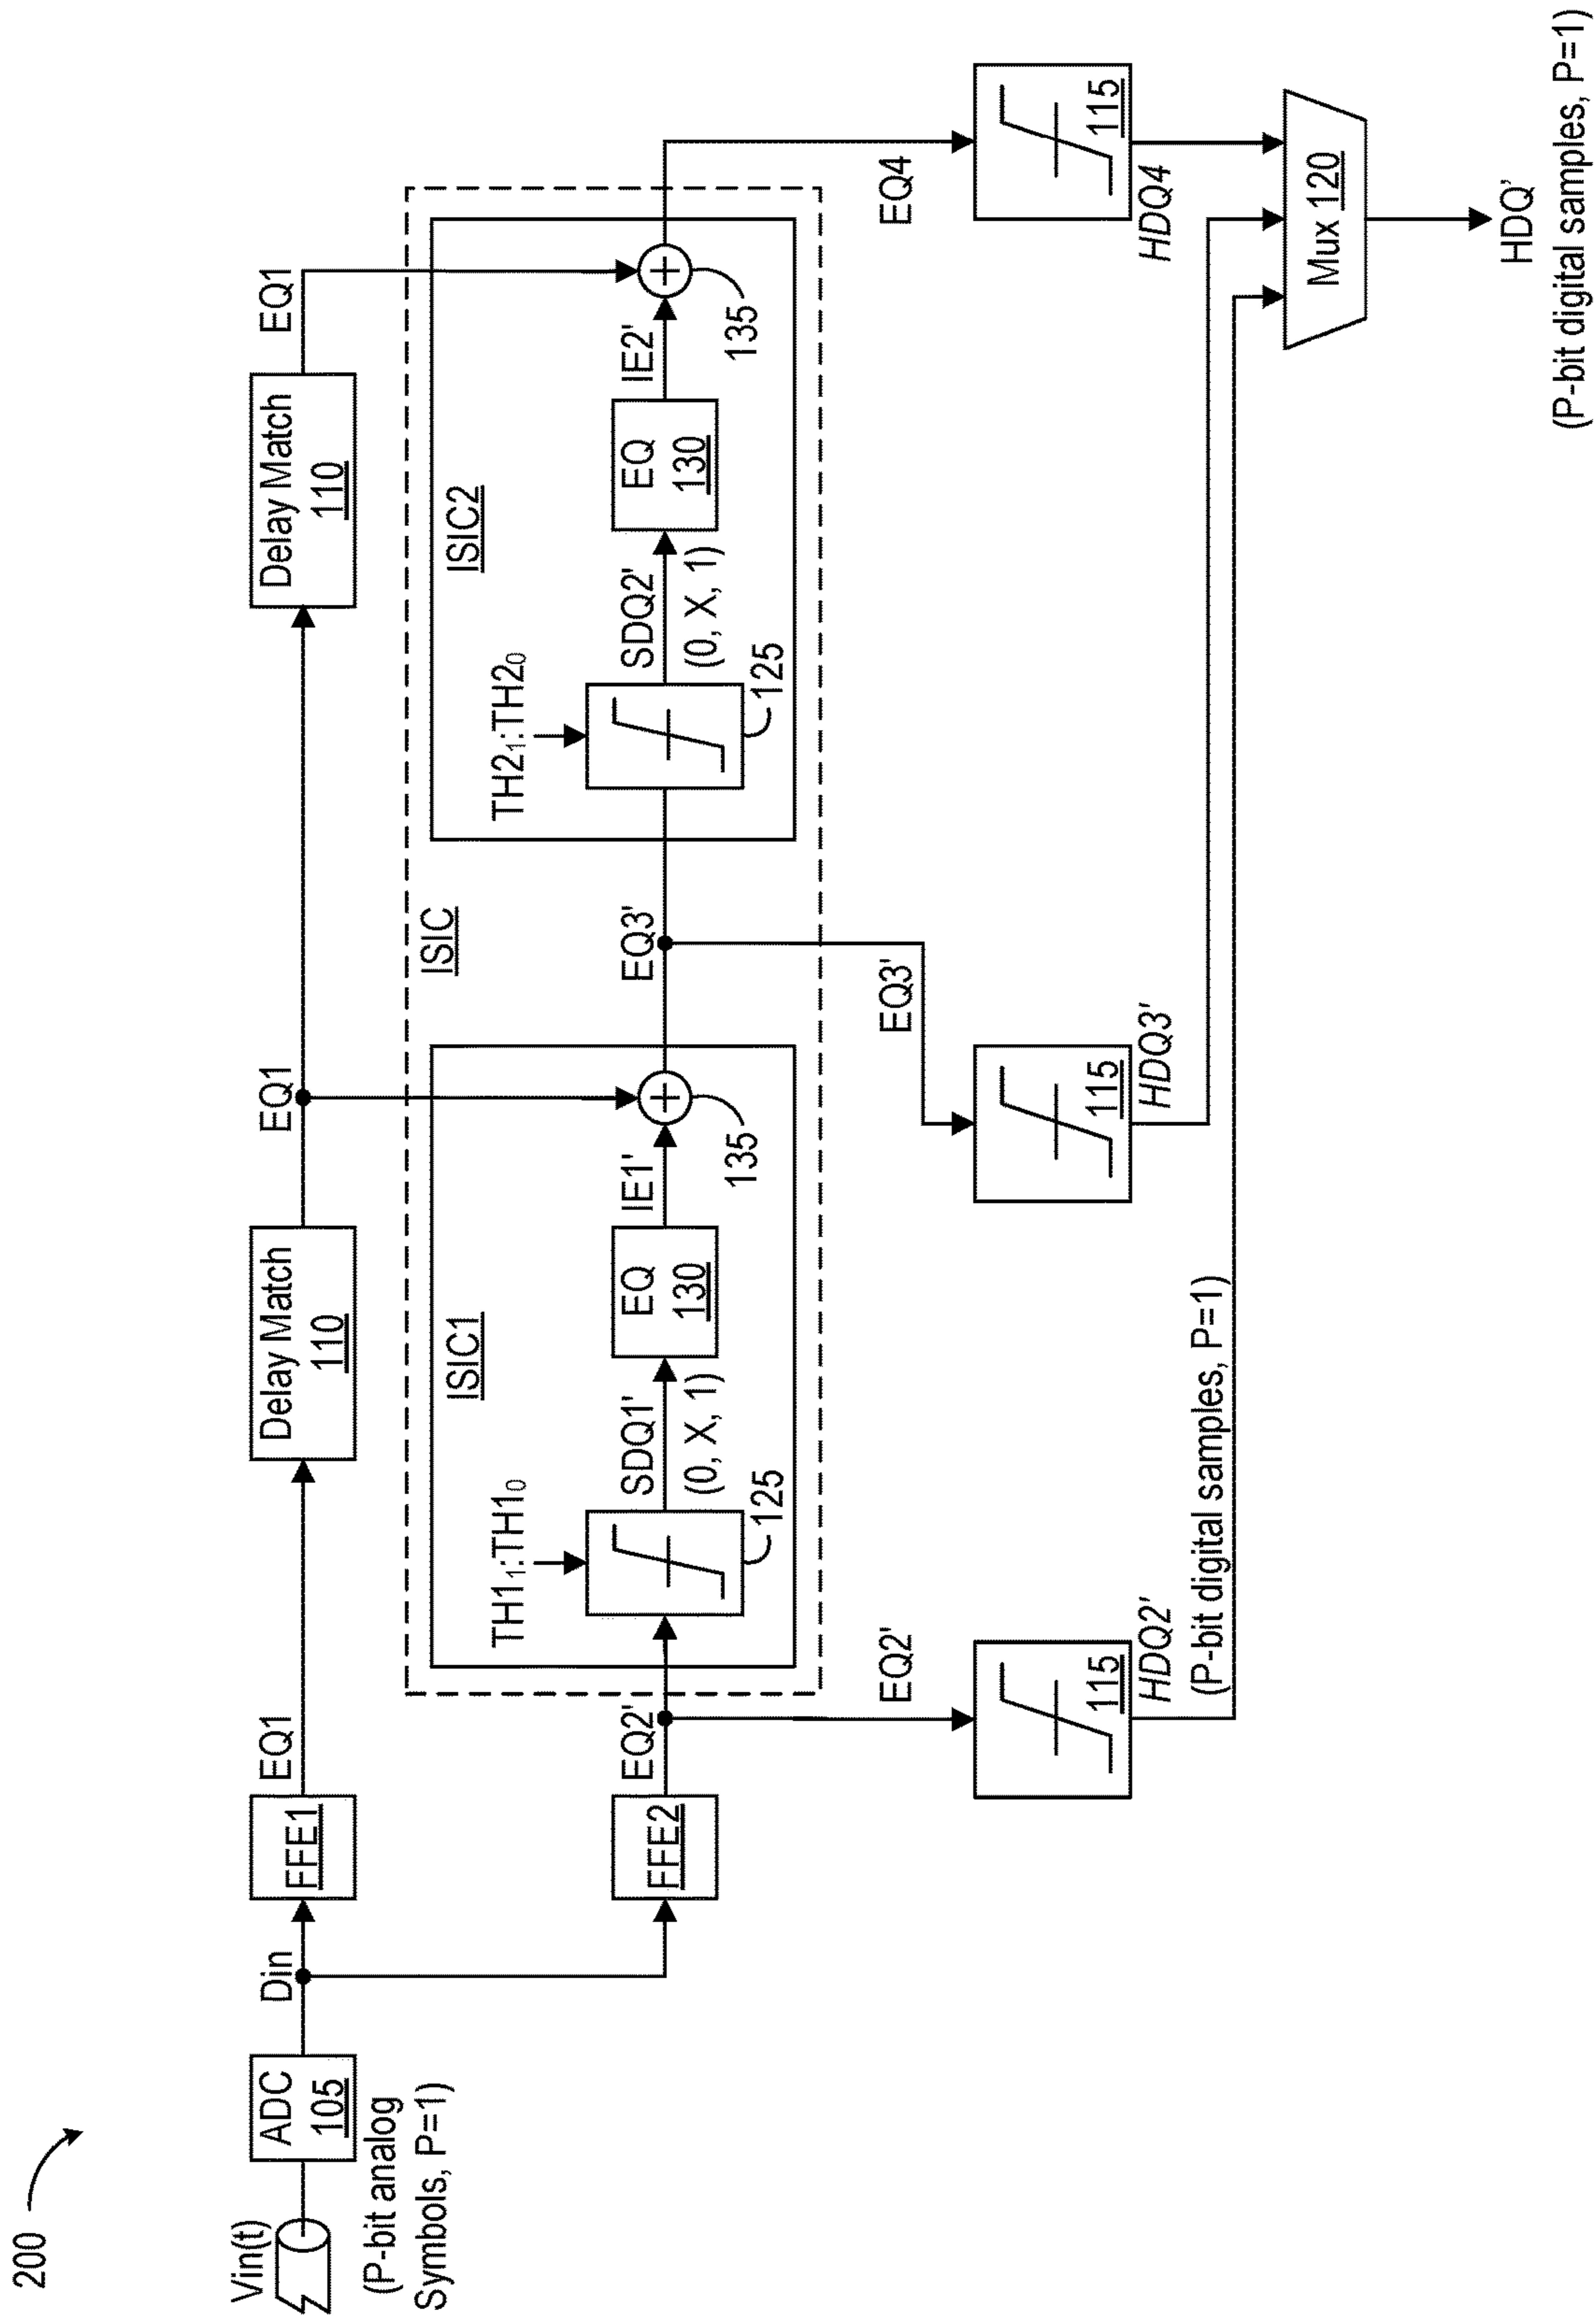 200
Vin(t)
ADC
105
(P-bit analog
Symbols, P=1)
Din
FFE1
EQ1
Delay Match
110
EQ1
Delay Match
110
EQ1
FFE2
EQ2'
ISIC
ISIC1
TH1₁:TH1₀
125
SDQ1'
(0, X, 1)
EQ
130
IE1'
135
EQ3'
ISIC2
TH2₁:TH2₀
125
SDQ2'
(0, X, 1)
EQ
130
IE2'
135
EQ2'
115
HDQ2'
(P-bit digital samples, P=1)
EQ3'
115
HDQ3'
EQ4
115
HDQ4
Mux 120
HDQ'
(P-bit digital samples, P=1)